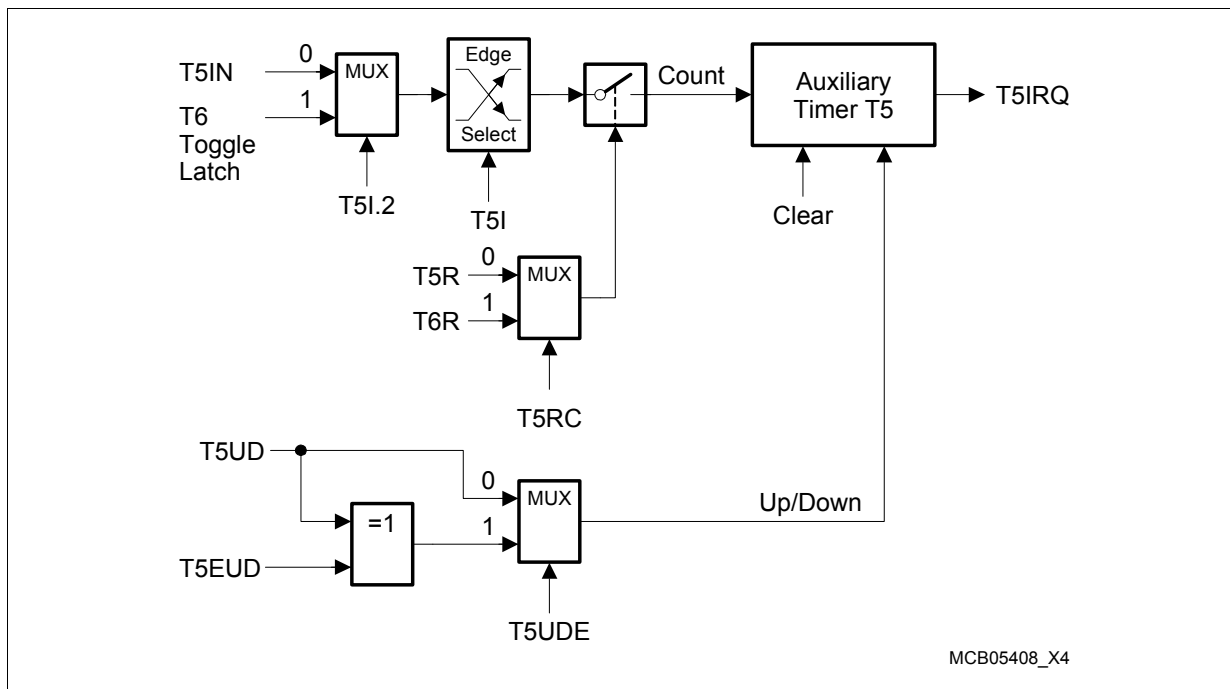 0
T5IN
MUX
1
T6
Toggle
Latch
T5I.2
Edge
Select
T5I
Count
Auxiliary
Timer T5
T5IRQ
Clear
0
T5R
MUX
1
T6R
T5RC
T5UD
0
MUX
=1
1
Up/Down
T5EUD
T5UDE
MCB05408_X4